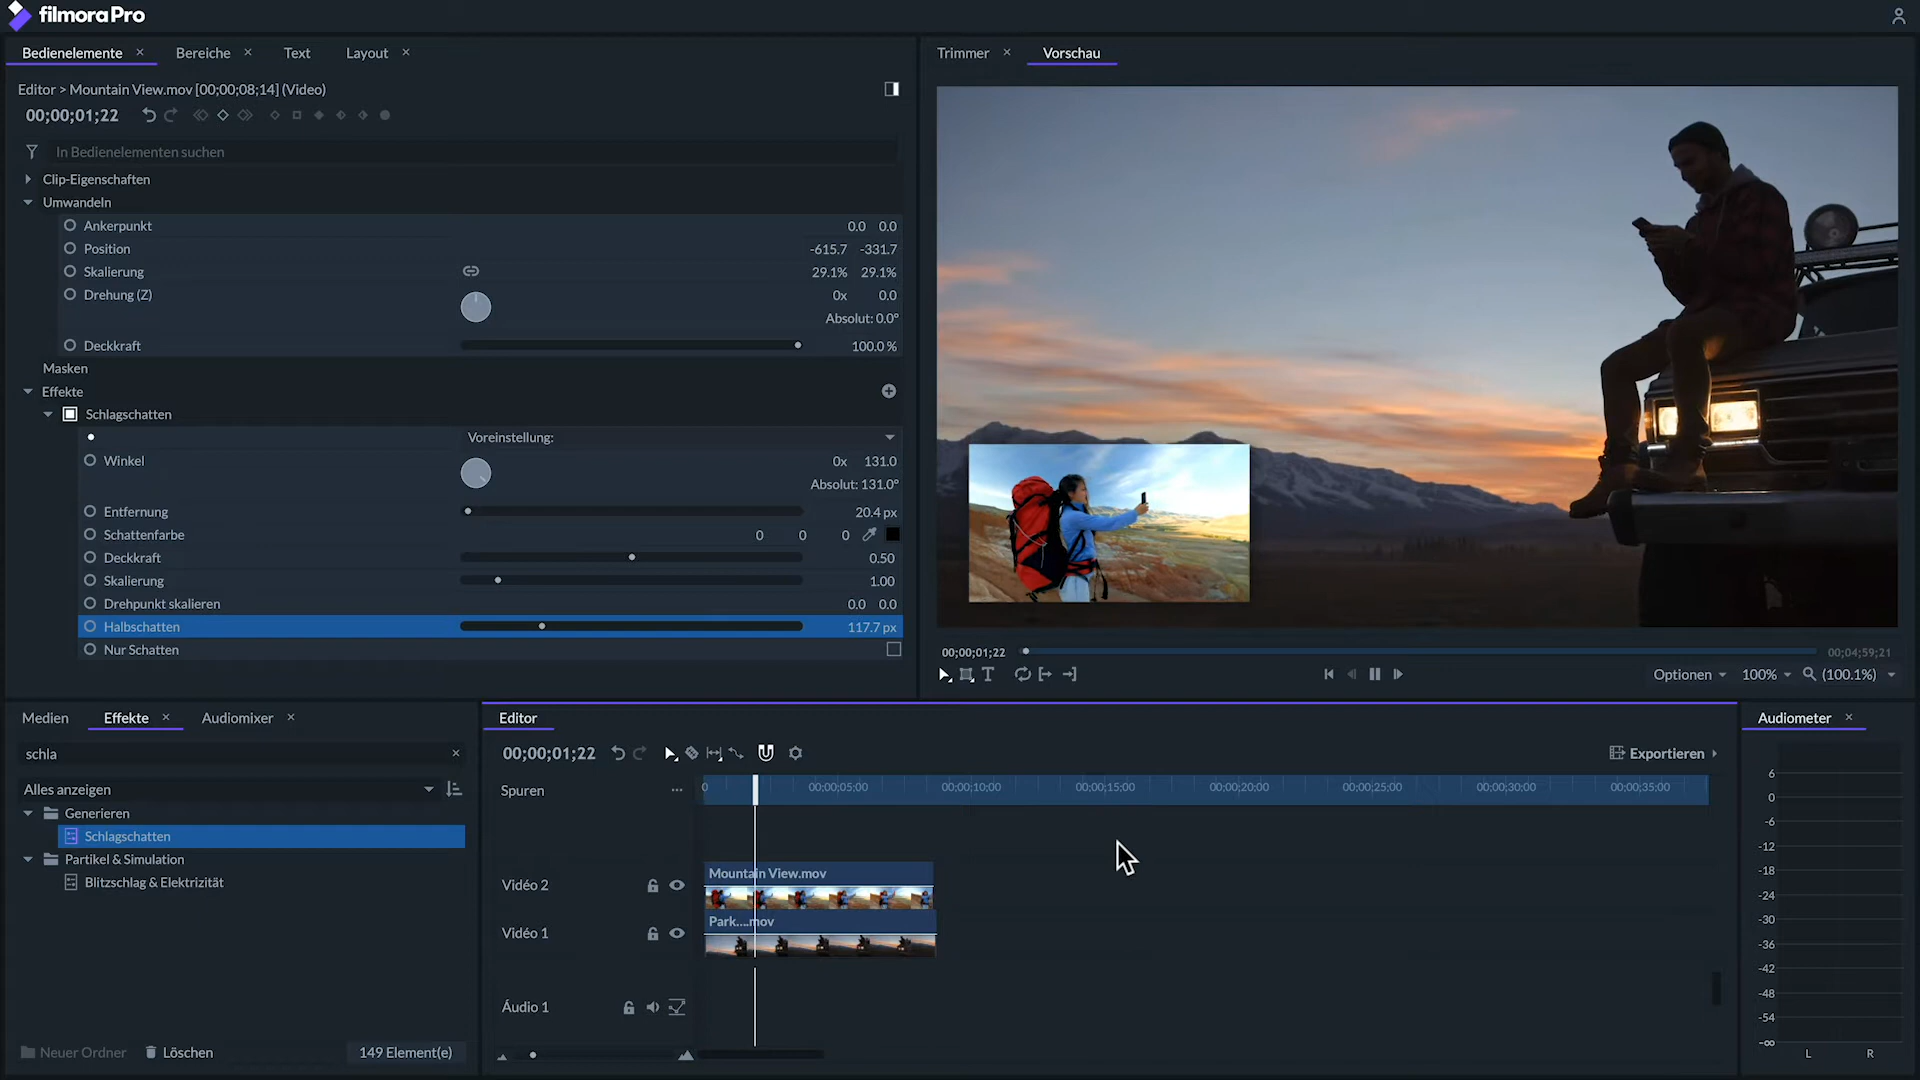 filmoraPro
Bedienelemente
Bereiche
Text
Layout
Editor > Mountain View.mov [00;00;08;14] (Video)
00;00;01;22
In Bedienelementen suchen
Clip-Eigenschaften
Umwandeln
Ankerpunkt 0.0 0.0
Position -615.7 -331.7
Skalierung 29.1% 29.1%
Drehung (Z) 0x 0.0
Absolut: 0.0°
Deckkraft 100.0 %
Masken
Effekte
Schlagschatten
Voreinstellung:
Winkel 0x 131.0
Absolut: 131.0°
Entfernung 20.4 px
Schattenfarbe 0 0 0
Deckkraft 0.50
Skalierung 1.00
Drehpunkt skalieren 0.0 0.0
Halbschatten 117.7 px
Nur Schatten
Trimmer
Vorschau
00;00;01;22
00;04;59;21
Optionen
100%
(100.1%)
Medien
Effekte
Audiomixer
schla
Alles anzeigen
Generieren
Schlagschatten
Partikel & Simulation
Blitzschlag & Elektrizität
Neuer Ordner
Löschen
149 Element(e)
Editor
00;00;01;22
Exportieren
Spuren
0 00;00;05;00 00;00;10;00 00;00;15;00 00;00;20;00 00;00;25;00 00;00;30;00 00;00;35;00
Mountain View.mov
Vidéo 2
Park....mov
Vidéo 1
Áudio 1
Audiometer
6
0
-6
-12
-18
-24
-30
-36
-42
-48
-54
-∞
L R